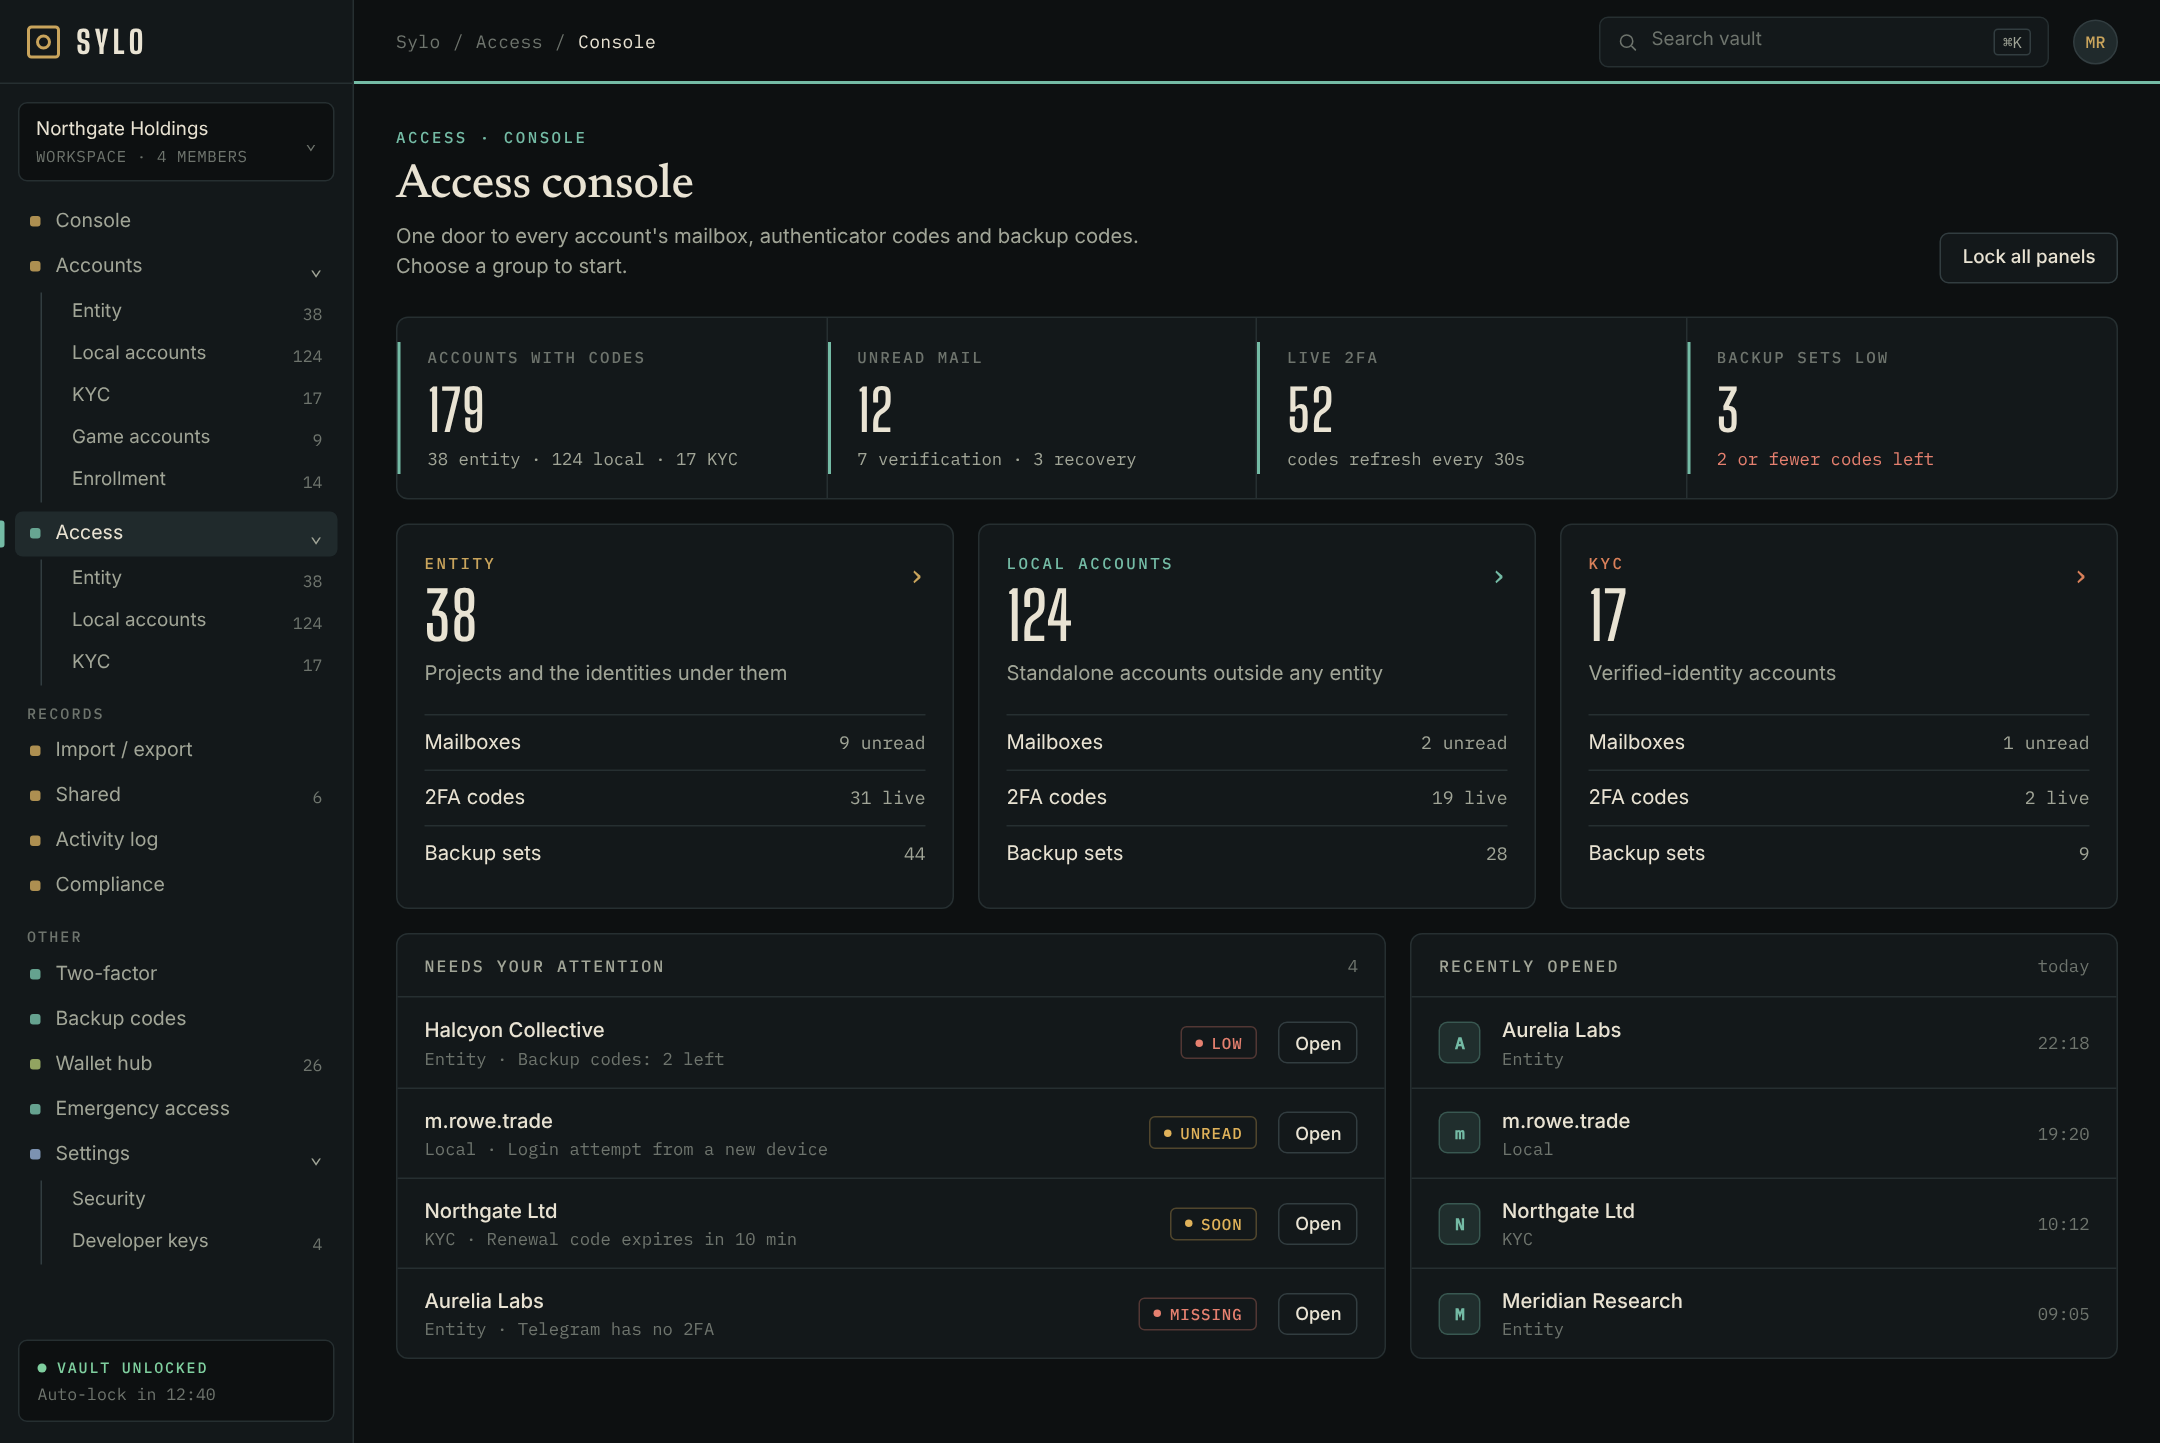 SYLO
Northgate Holdings
WORKSPACE · 4 MEMBERS
Console
Accounts
Entity 38
Local accounts 124
KYC 17
Game accounts 9
Enrollment 14
Access
Entity 38
Local accounts 124
KYC 17
RECORDS
Import / export
Shared 6
Activity log
Compliance
OTHER
Two-factor
Backup codes
Wallet hub 26
Emergency access
Settings
Security
Developer keys 4
VAULT UNLOCKED
Auto-lock in 12:40
Sylo / Access / Console
Search vault ⌘K
MR
ACCESS · CONSOLE
Access console
One door to every account's mailbox, authenticator codes and backup codes.
Choose a group to start.
Lock all panels
ACCOUNTS WITH CODES
179
38 entity · 124 local · 17 KYC
UNREAD MAIL
12
7 verification · 3 recovery
LIVE 2FA
52
codes refresh every 30s
BACKUP SETS LOW
3
2 or fewer codes left
ENTITY
38
Projects and the identities under them
Mailboxes 9 unread
2FA codes 31 live
Backup sets 44
LOCAL ACCOUNTS
124
Standalone accounts outside any entity
Mailboxes 2 unread
2FA codes 19 live
Backup sets 28
KYC
17
Verified-identity accounts
Mailboxes 1 unread
2FA codes 2 live
Backup sets 9
NEEDS YOUR ATTENTION 4
Halcyon Collective
Entity · Backup codes: 2 left
LOW Open
m.rowe.trade
Local · Login attempt from a new device
UNREAD Open
Northgate Ltd
KYC · Renewal code expires in 10 min
SOON Open
Aurelia Labs
Entity · Telegram has no 2FA
MISSING Open
RECENTLY OPENED today
A Aurelia Labs 22:18
Entity
m m.rowe.trade 19:20
Local
N Northgate Ltd 10:12
KYC
M Meridian Research 09:05
Entity